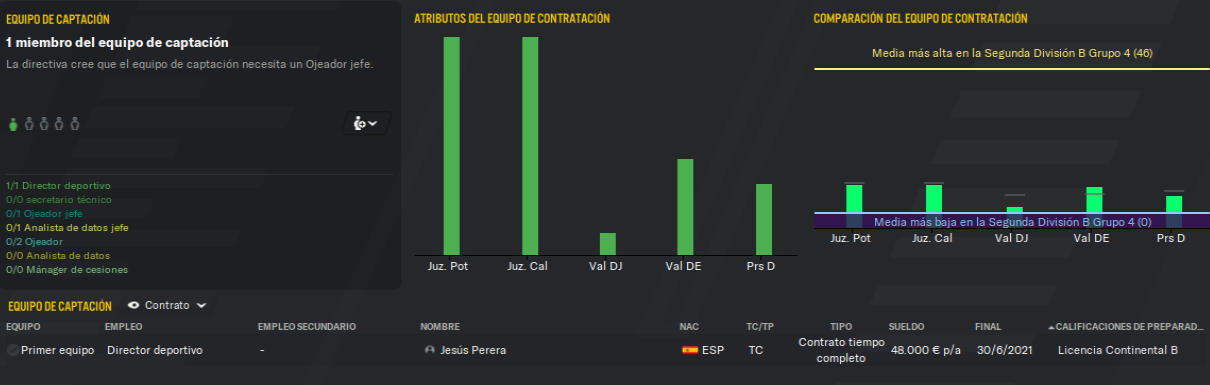 EQUIPO DE CAPTACIÓN
1 miembro del equipo de captación
La directiva cree que el equipo de captación necesita un Ojeador jefe.
1/1 Director deportivo
0/0 secretario técnico
0/1 Ojeador jefe
0/1 Analista de datos jefe
0/2 Ojeador
0/0 Analista de datos
0/0 Mánager de cesiones
ATRIBUTOS DEL EQUIPO DE CONTRATACIÓN
Juz. Pot Juz. Cal Val DJ Val DE Prs D
COMPARACIÓN DEL EQUIPO DE CONTRATACIÓN
Media más alta en la Segunda División B Grupo 4 (46)
Media más baja en la Segunda División B Grupo 4 (0)
Juz. Pot Juz. Cal Val DJ Val DE Prs D
EQUIPO DE CAPTACIÓN Contrato
EQUIPO EMPLEO EMPLEO SECUNDARIO NOMBRE NAC TC/TP TIPO SUELDO FINAL CALIFICACIONES DE PREPARAD...
Primer equipo Director deportivo - Jesús Perera ESP TC Contrato tiempo completo 48.000 € p/a 30/6/2021 Licencia Continental B